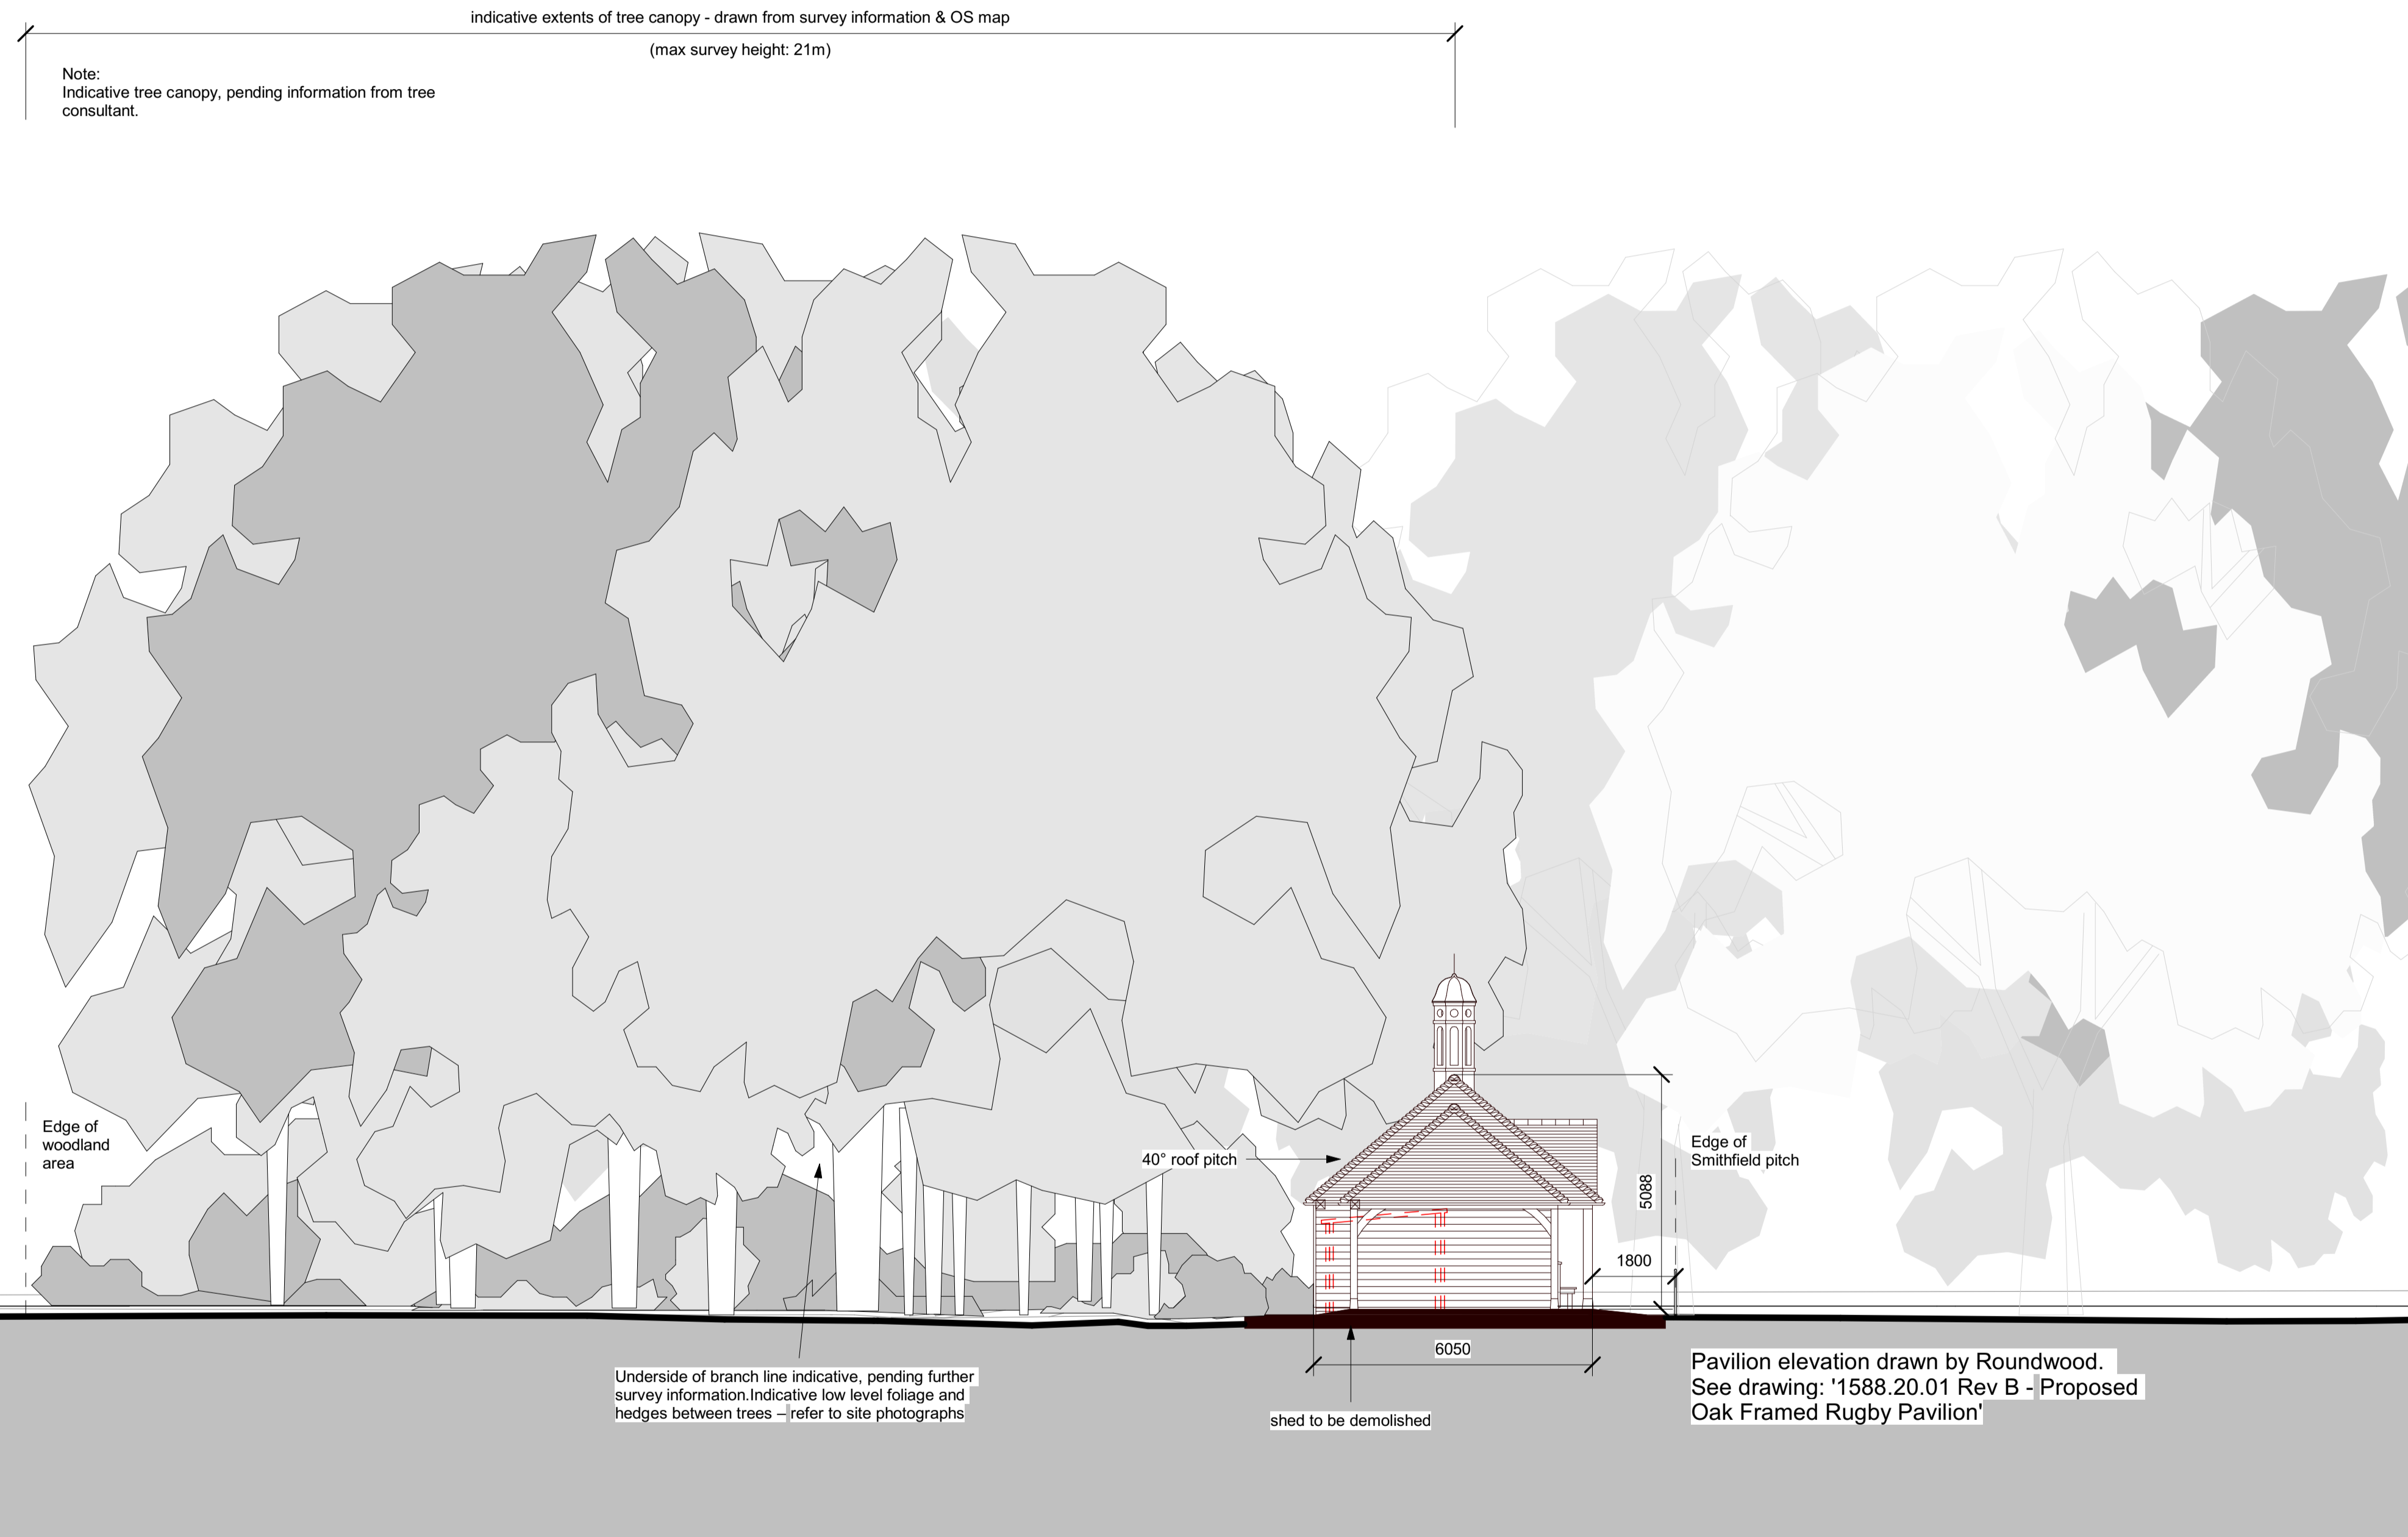 indicative extents of tree canopy - drawn from survey information & OS map
(max survey height: 21m)
Note:
Indicative tree canopy, pending information from tree
consultant.
Edge of
woodland
area
40° roof pitch
5088
Edge of
Smithfield pitch
1800
6050
Underside of branch line indicative, pending further
survey information.Indicative low level foliage and
hedges between trees – refer to site photographs
shed to be demolished
Pavilion elevation drawn by Roundwood.
See drawing: '1588.20.01 Rev B - Proposed
Oak Framed Rugby Pavilion'